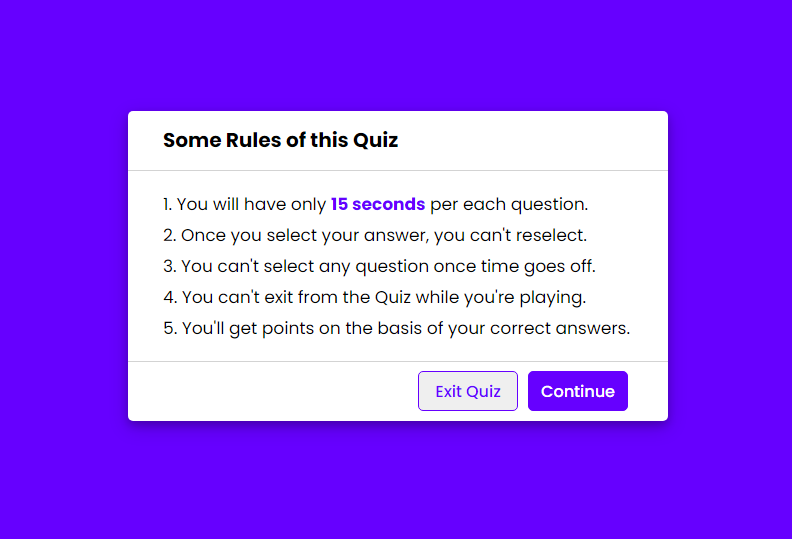 Some Rules of this Quiz
1. You will have only 15 seconds per each question.
2. Once you select your answer, you can't reselect.
3. You can't select any question once time goes off.
4. You can't exit from the Quiz while you're playing.
5. You'll get points on the basis of your correct answers.
Exit Quiz
Continue